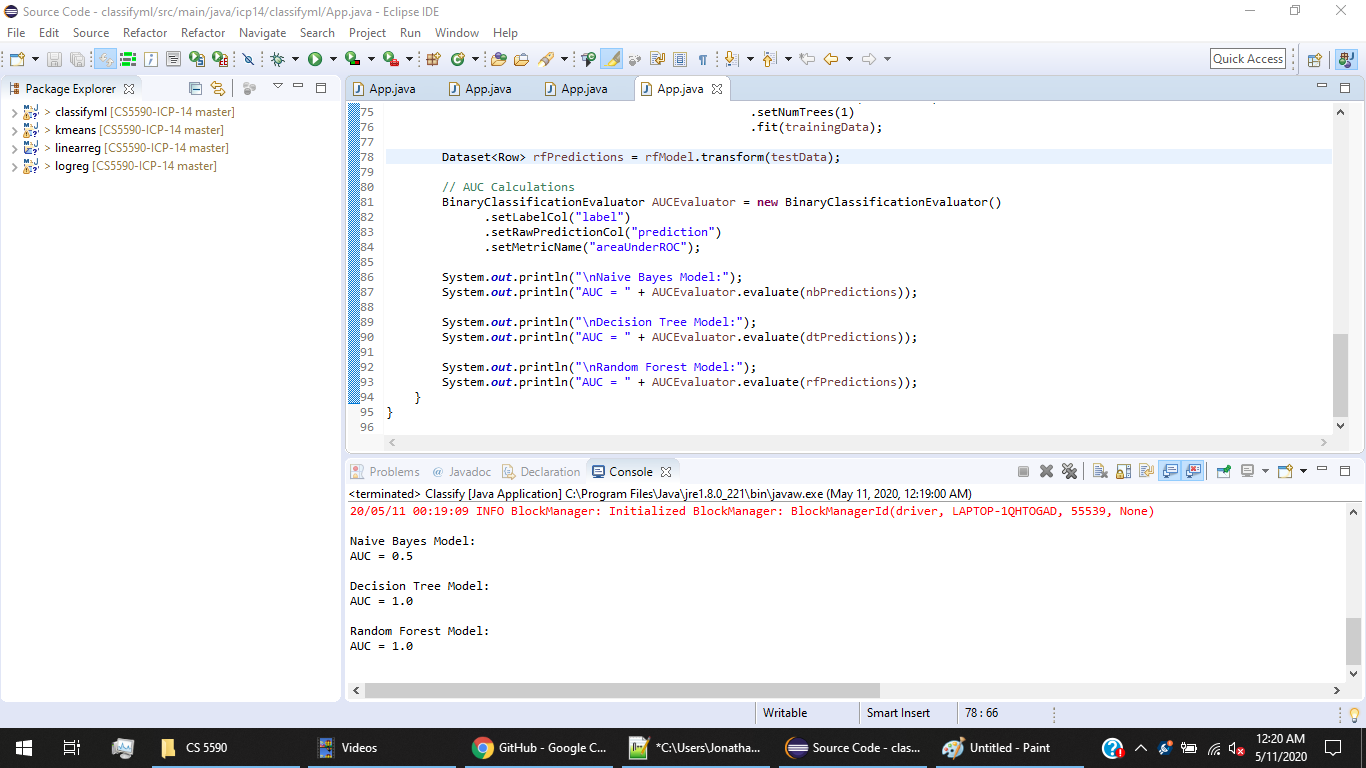 Source Code - classifyml/src/main/java/icp14/classifyml/App.java - Eclipse IDE
File Edit Source Refactor Refactor Navigate Search Project Run Window Help
Quick Access
Package Explorer
> classifyml [CS5590-ICP-14 master]
> kmeans [CS5590-ICP-14 master]
> linearreg [CS5590-ICP-14 master]
> logreg [CS5590-ICP-14 master]
App.java App.java App.java App.java
75 .setNumTrees(1)
76 .fit(trainingData);
77
78 Dataset<Row> rfPredictions = rfModel.transform(testData);
79
80 // AUC Calculations
81 BinaryClassificationEvaluator AUCEvaluator = new BinaryClassificationEvaluator()
82 .setLabelCol("label")
83 .setRawPredictionCol("prediction")
84 .setMetricName("areaUnderROC");
85
86 System.out.println("\nNaive Bayes Model:");
87 System.out.println("AUC = " + AUCEvaluator.evaluate(nbPredictions));
88
89 System.out.println("\nDecision Tree Model:");
90 System.out.println("AUC = " + AUCEvaluator.evaluate(dtPredictions));
91
92 System.out.println("\nRandom Forest Model:");
93 System.out.println("AUC = " + AUCEvaluator.evaluate(rfPredictions));
94 }
95 }
96
Problems @ Javadoc Declaration Console
<terminated> Classify [Java Application] C:\Program Files\Java\jre1.8.0_221\bin\javaw.exe (May 11, 2020, 12:19:00 AM)
20/05/11 00:19:09 INFO BlockManager: Initialized BlockManager: BlockManagerId(driver, LAPTOP-1QHTOGAD, 55539, None)
Naive Bayes Model:
AUC = 0.5
Decision Tree Model:
AUC = 1.0
Random Forest Model:
AUC = 1.0
Writable Smart Insert 78 : 66
CS 5590 Videos GitHub - Google C... *C:\Users\Jonatha... Source Code - clas... Untitled - Paint
12:20 AM
5/11/2020